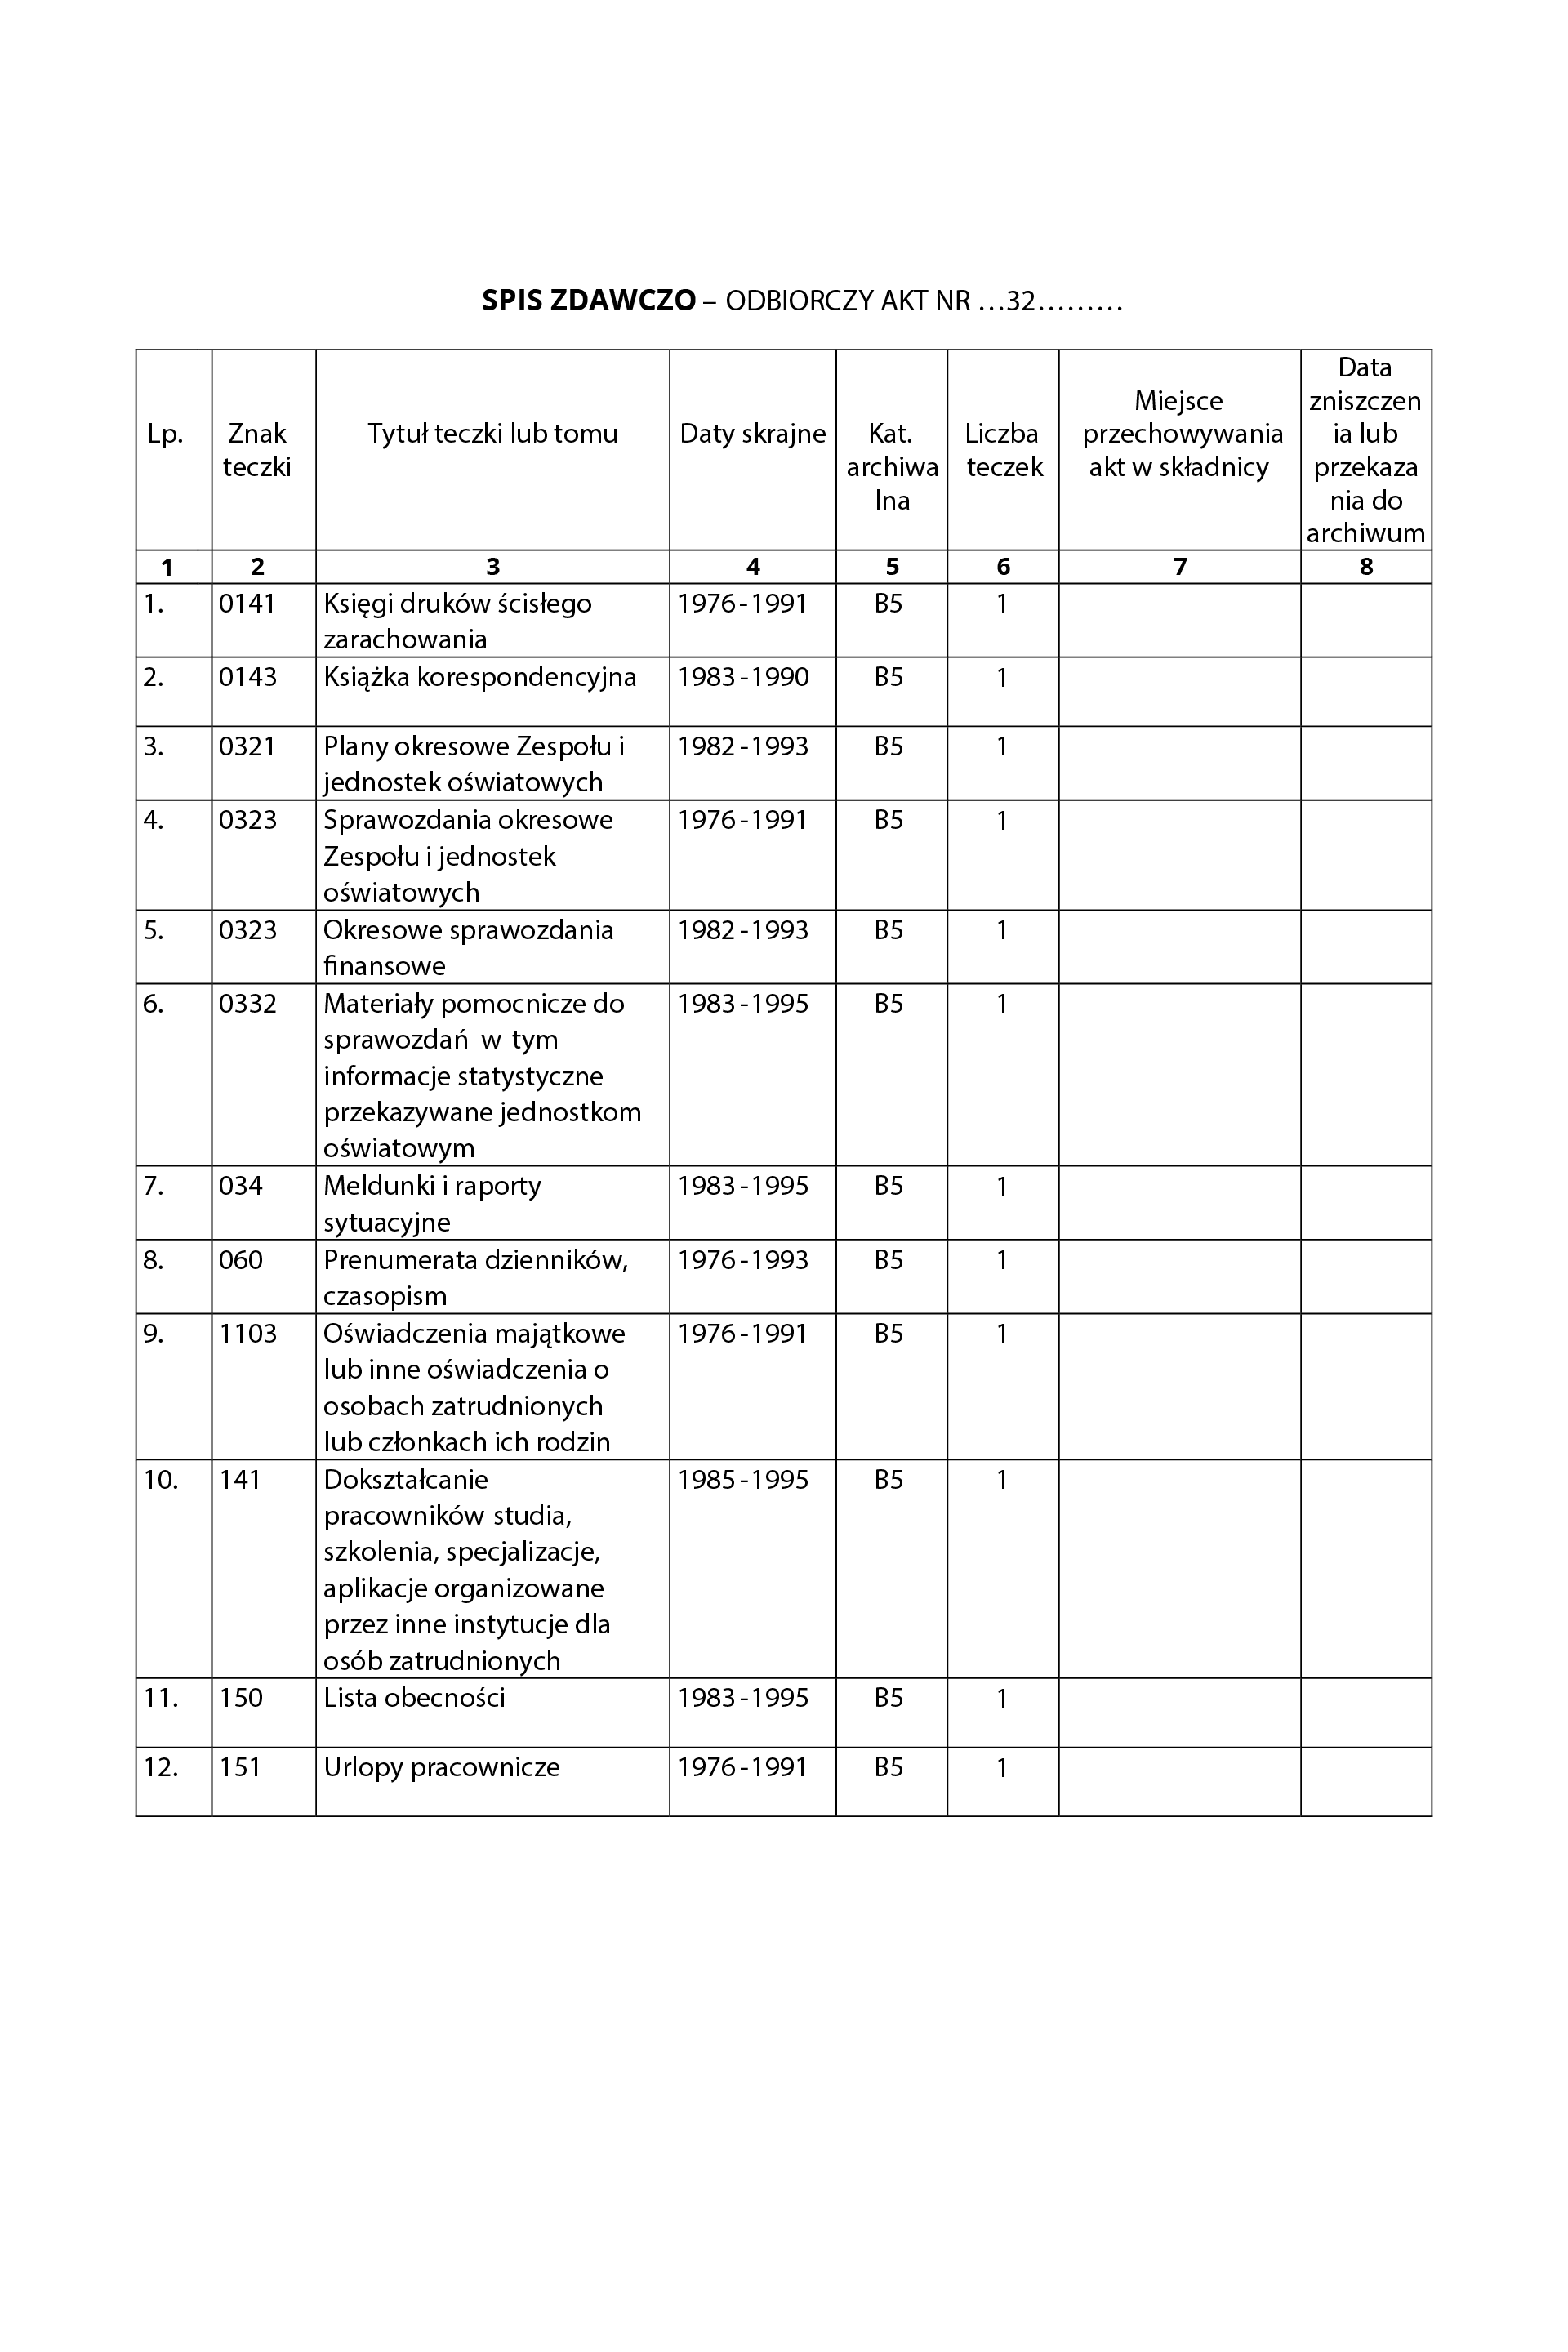 SPIS ZDAWCZO – ODBIORCZY AKT NR …32………
Lp.
Znak
teczki
Tytuł teczki lub tomu
Daty skrajne
Kat.
archiwa
lna
Liczba
teczek
Miejsce
przechowywania
akt w składnicy
Data
zniszczen
ia lub
przekaza
nia do
archiwum
1 2 3 4 5 6 7 8
1. 0141 Księgi druków ścisłego 1976-1991 B5 1
zarachowania
2. 0143 Książka korespondencyjna 1983-1990 B5 1
3. 0321 Plany okresowe Zespołu i 1982-1993 B5 1
jednostek oświatowych
4. 0323 Sprawozdania okresowe 1976-1991 B5 1
Zespołu i jednostek
oświatowych
5. 0323 Okresowe sprawozdania 1982-1993 B5 1
finansowe
6. 0332 Materiały pomocnicze do 1983-1995 B5 1
sprawozdań w tym
informacje statystyczne
przekazywane jednostkom
oświatowym
7. 034 Meldunki i raporty 1983-1995 B5 1
sytuacyjne
8. 060 Prenumerata dzienników, 1976-1993 B5 1
czasopism
9. 1103 Oświadczenia majątkowe 1976-1991 B5 1
lub inne oświadczenia o
osobach zatrudnionych
lub członkach ich rodzin
10. 141 Dokształcanie 1985-1995 B5 1
pracowników studia,
szkolenia, specjalizacje,
aplikacje organizowane
przez inne instytucje dla
osób zatrudnionych
11. 150 Lista obecności 1983-1995 B5 1
12. 151 Urlopy pracownicze 1976-1991 B5 1